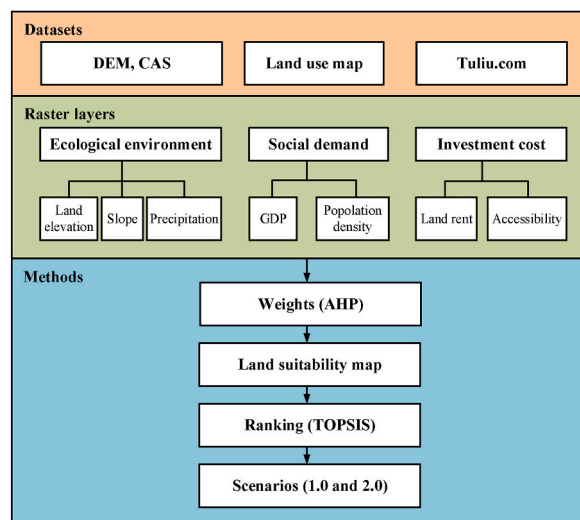 Datasets
DEM, CAS
Land use map
Tuliu.com
Raster layers
Ecological environment
Social demand
Investment cost
Land
elevation
Slope
Precipitation
GDP
Popolation
density
Land rent
Accessibility
Methods
Weights (AHP)
Land suitability map
Ranking (TOPSIS)
Scenarios (1.0 and 2.0)